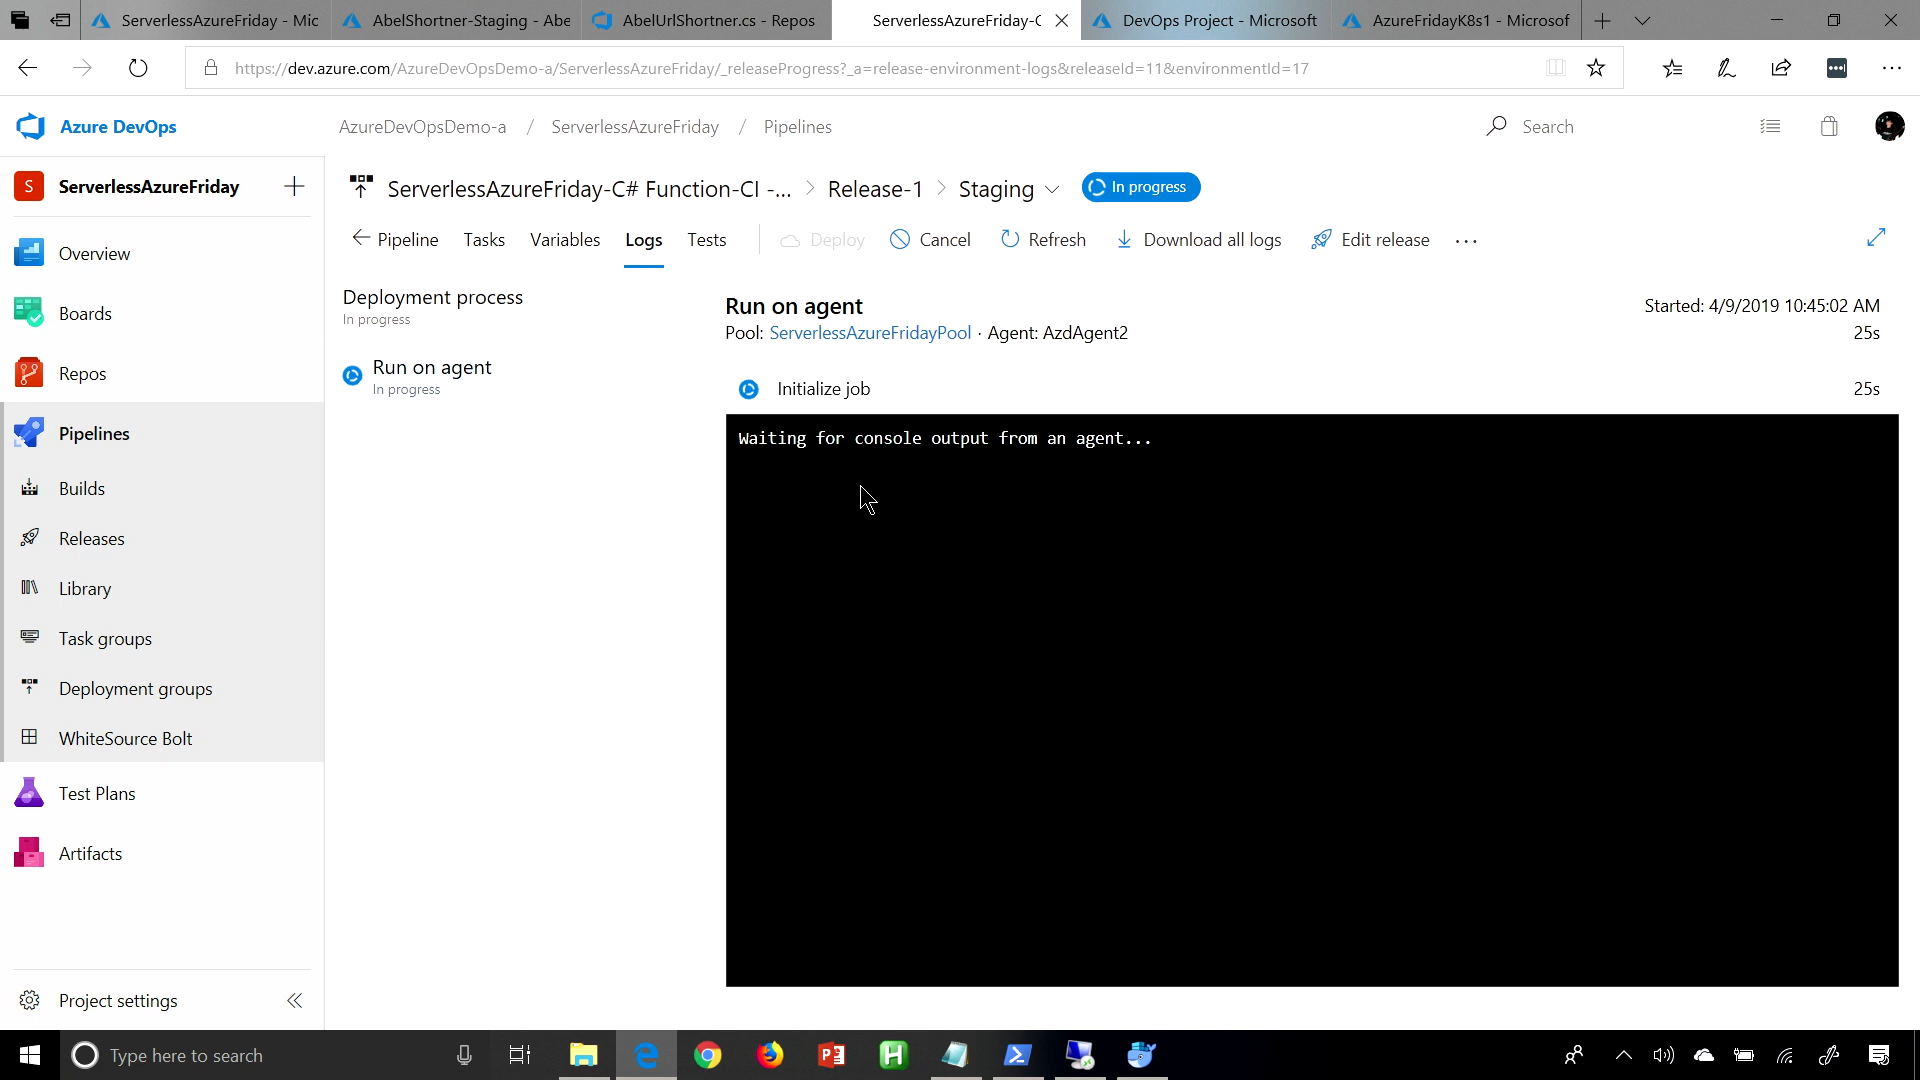 ServerlessAzureFriday - Mic
AbelShortner-Staging - Abe
AbelUrlShortner.cs - Repos
ServerlessAzureFriday-C
DevOps Project - Microsoft
AzureFridayK8s1 - Microsof
https://dev.azure.com/AzureDevOpsDemo-a/ServerlessAzureFriday/_releaseProgress?_a=release-environment-logs&releaseId=11&environmentId=17
Azure DevOps
AzureDevOpsDemo-a / ServerlessAzureFriday / Pipelines
Search
S ServerlessAzureFriday
ServerlessAzureFriday-C# Function-CI -... > Release-1 > Staging
In progress
Pipeline Tasks Variables Logs Tests Deploy Cancel Refresh Download all logs Edit release ...
Overview
Boards
Repos
Pipelines
Builds
Releases
Library
Task groups
Deployment groups
WhiteSource Bolt
Test Plans
Artifacts
Project settings
Deployment process
In progress
Run on agent
In progress
Run on agent
Started: 4/9/2019 10:45:02 AM
Pool: ServerlessAzureFridayPool · Agent: AzdAgent2
25s
Initialize job
25s
Waiting for console output from an agent...
Type here to search